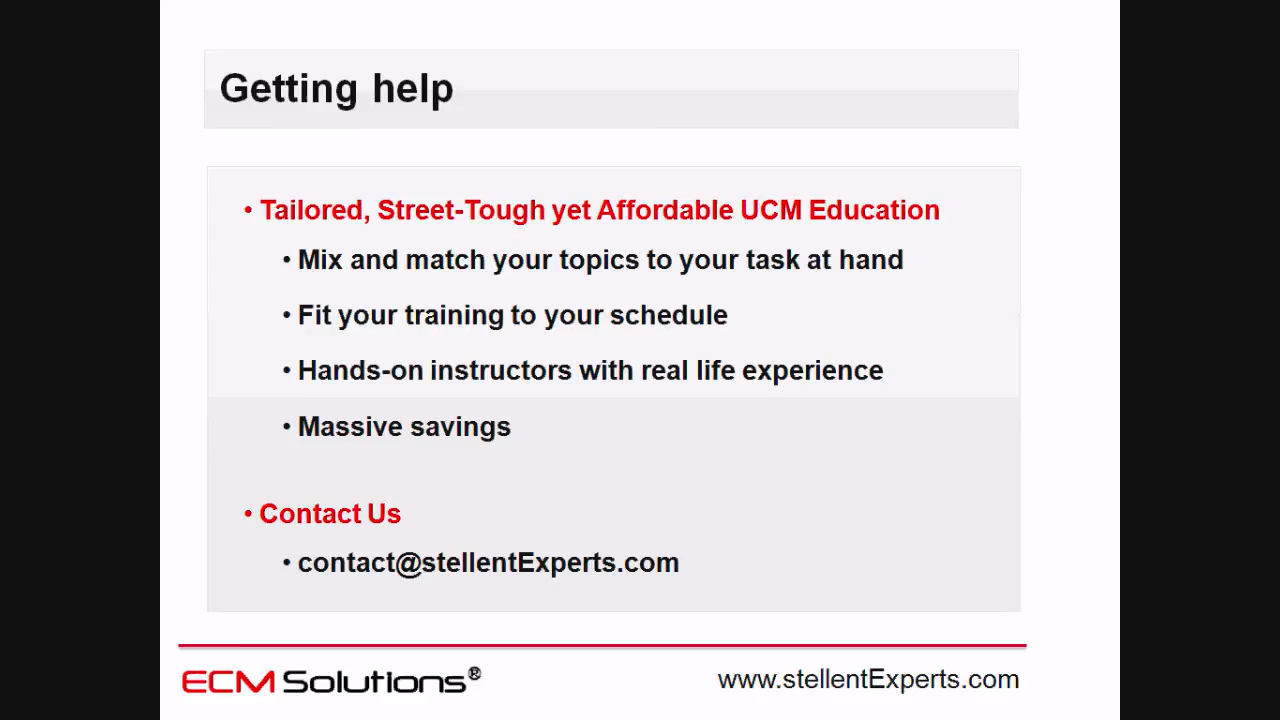 Getting help
• Tailored, Street-Tough yet Affordable UCM Education
• Mix and match your topics to your task at hand
• Fit your training to your schedule
• Hands-on instructors with real life experience
• Massive savings
• Contact Us
• contact@stellentExperts.com
ECM Solutions®
www.stellentExperts.com